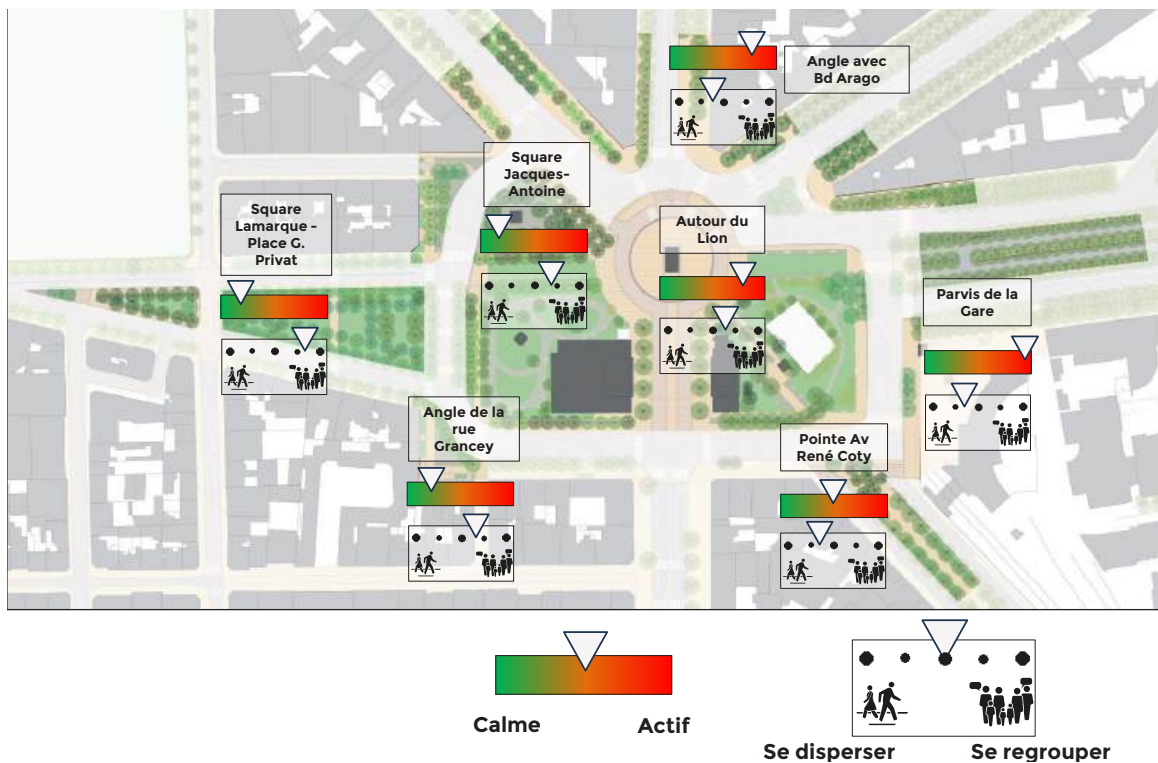 Angle avec
Bd Arago
Square
Jacques-
Antoine
Square
Lamarque -
Place G.
Privat
Autour du
Lion
Parvis de la
Gare
Angle de la
rue
Grancey
Pointe Av
René Coty
Calme
Actif
Se disperser
Se regrouper